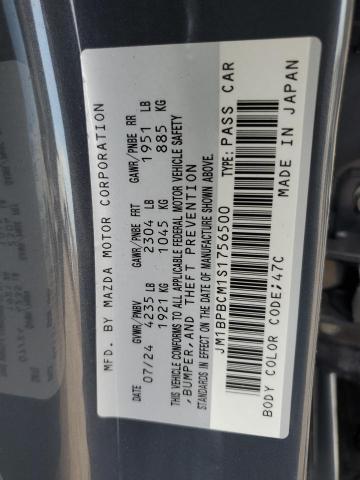 MFD. BY MAZDA MOTOR CORPORATION
DATE GVWR/PNBV GAWR/PNBE FRT GAWR/PNBE RR
07/24 4235 LB 2304 LB 1951 LB
1921 KG 1045 KG 885 KG
THIS VEHICLE CONFORMS TO ALL APPLICABLE FEDERAL MOTOR VEHICLE SAFETY
,BUMPER,AND THEFT PREVENTION
STANDARDS IN EFFECT ON THE DATE OF MANUFACTURE SHOWN ABOVE.
JM1BPBCM1S1756500 TYPE: PASS CAR
BODY COLOR CODE;47C MADE IN JAPAN